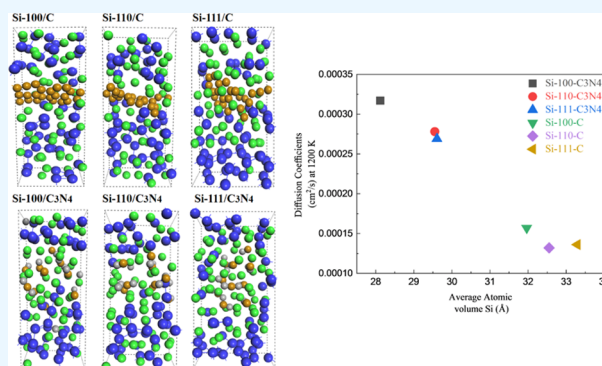 Si-100/C
Si-110/C
Si-111/C
Si-100/C3N4
Si-110/C3N4
Si-111/C3N4
Diffusion Coefficients
(cm²/s) at 1200 K
0.00035
0.00030
0.00025
0.00020
0.00015
0.00010
Si-100-C3N4
Si-110-C3N4
Si-111-C3N4
Si-100-C
Si-110-C
Si-111-C
28
29
30
31
32
33
Average Atomic
volume Si (Å)